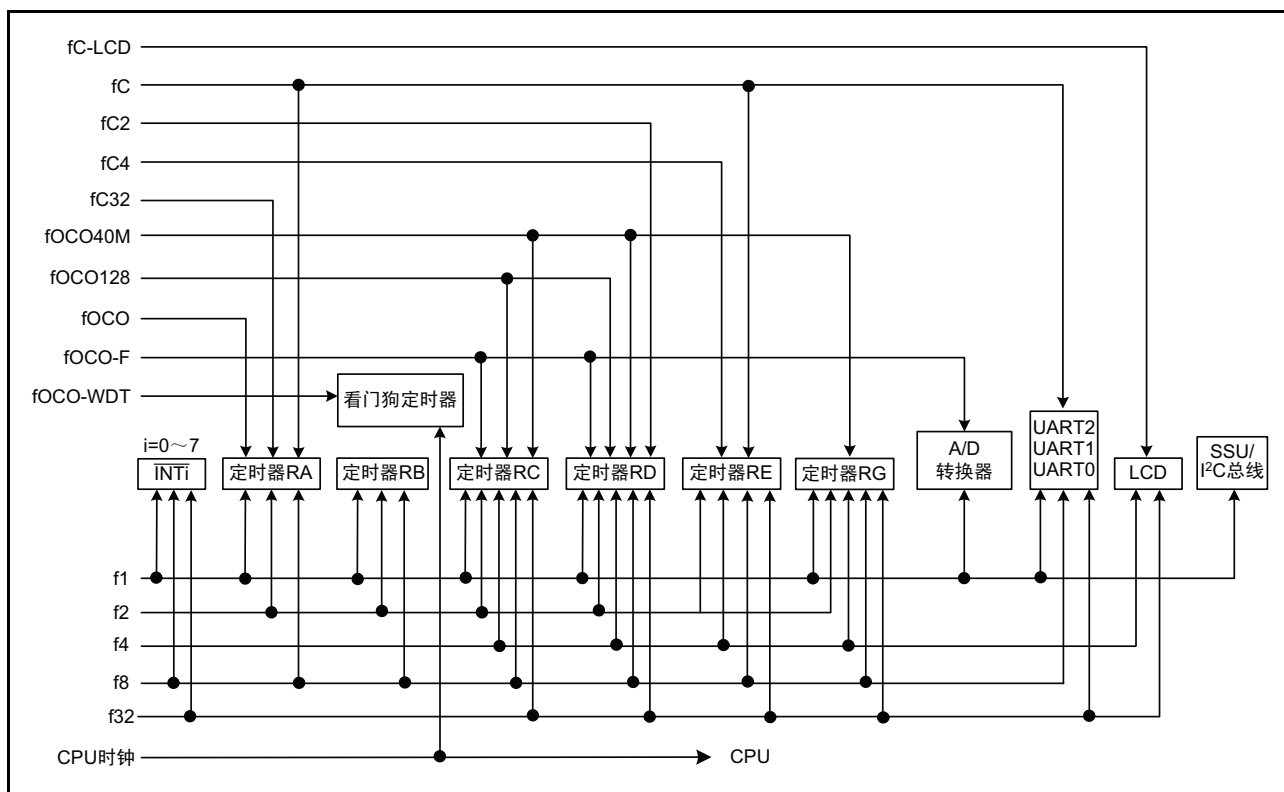 fC-LCD
fC
fC2
fC4
fC32
fOCO40M
fOCO128
fOCO
fOCO-F
fOCO-WDT
看门狗定时器
i=0～7
INTi
定时器RA
定时器RB
定时器RC
定时器RD
定时器RE
定时器RG
A/D
转换器
UART2
UART1
UART0
LCD
SSU/
I²C总线
f1
f2
f4
f8
f32
CPU时钟
CPU